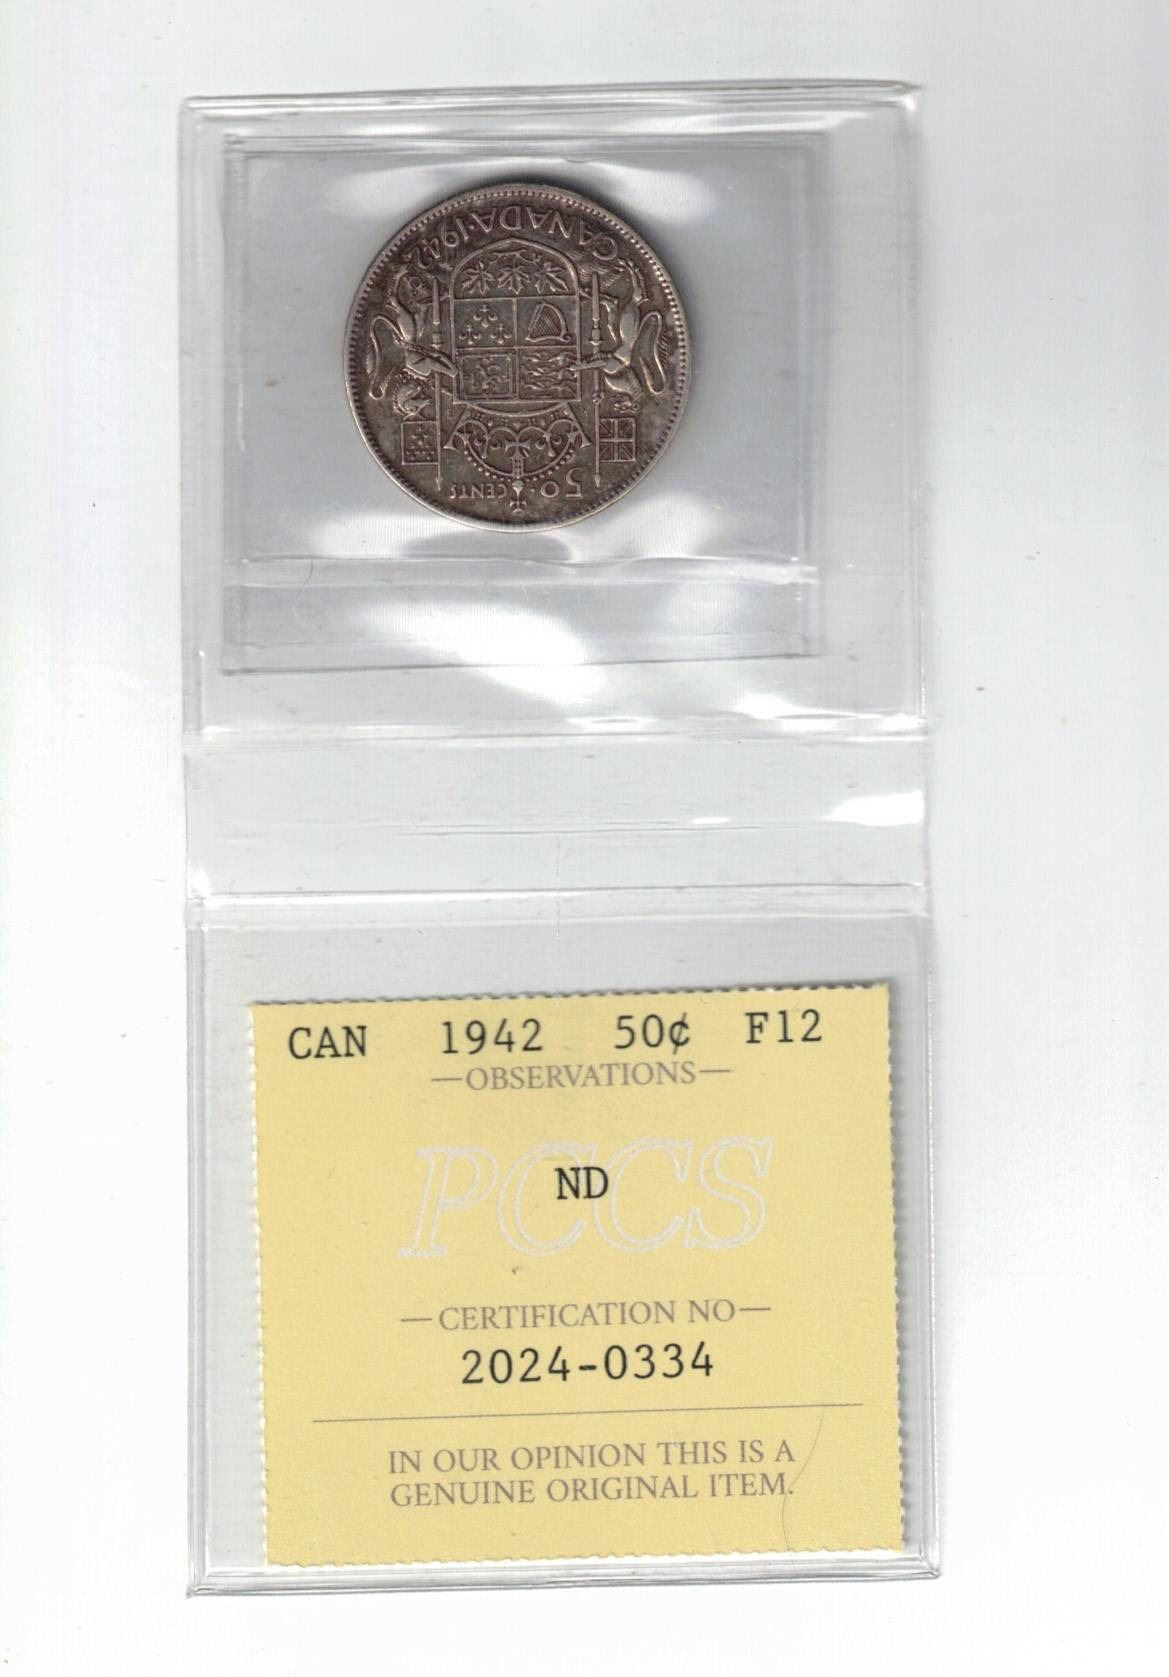 CANADA·1942
50·CENTS
CAN 1942 50¢ F12
—OBSERVATIONS—
PCCS
ND
—CERTIFICATION NO—
2024-0334
IN OUR OPINION THIS IS A
GENUINE ORIGINAL ITEM.